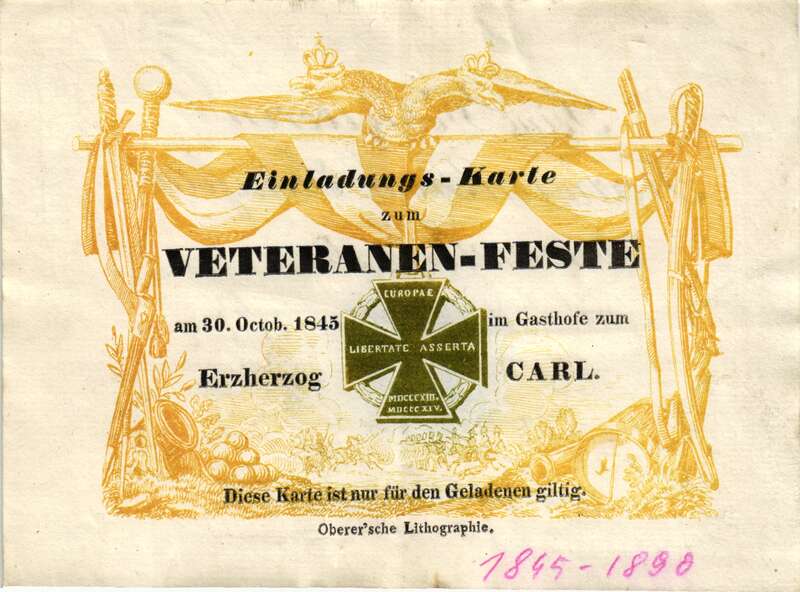 Einladungs-Karte
zum
VETERANEN-FESTE
am 30. Octob. 1845 im Gasthofe zum
Erzherzog CARL.
EUROPAE
LIBERTATE ASSERTA
MDCCCXIII.
MDCCCXIV.
Diese Karte ist nur für den Geladenen giltig.
Oberer'sche Lithographie.
1845-1890